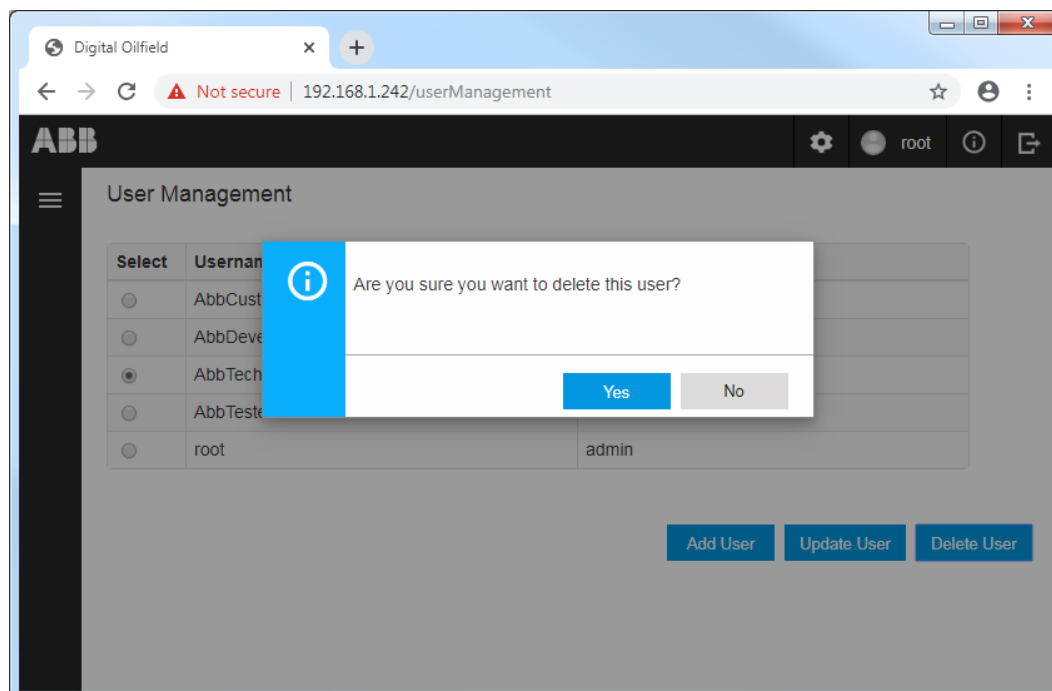 Digital Oilfield
Not secure | 192.168.1.242/userManagement
ABB
root
User Management
Select Usernam
AbbCust
AbbDeve
AbbTech
AbbTeste
root admin
Are you sure you want to delete this user?
Yes No
Add User Update User Delete User